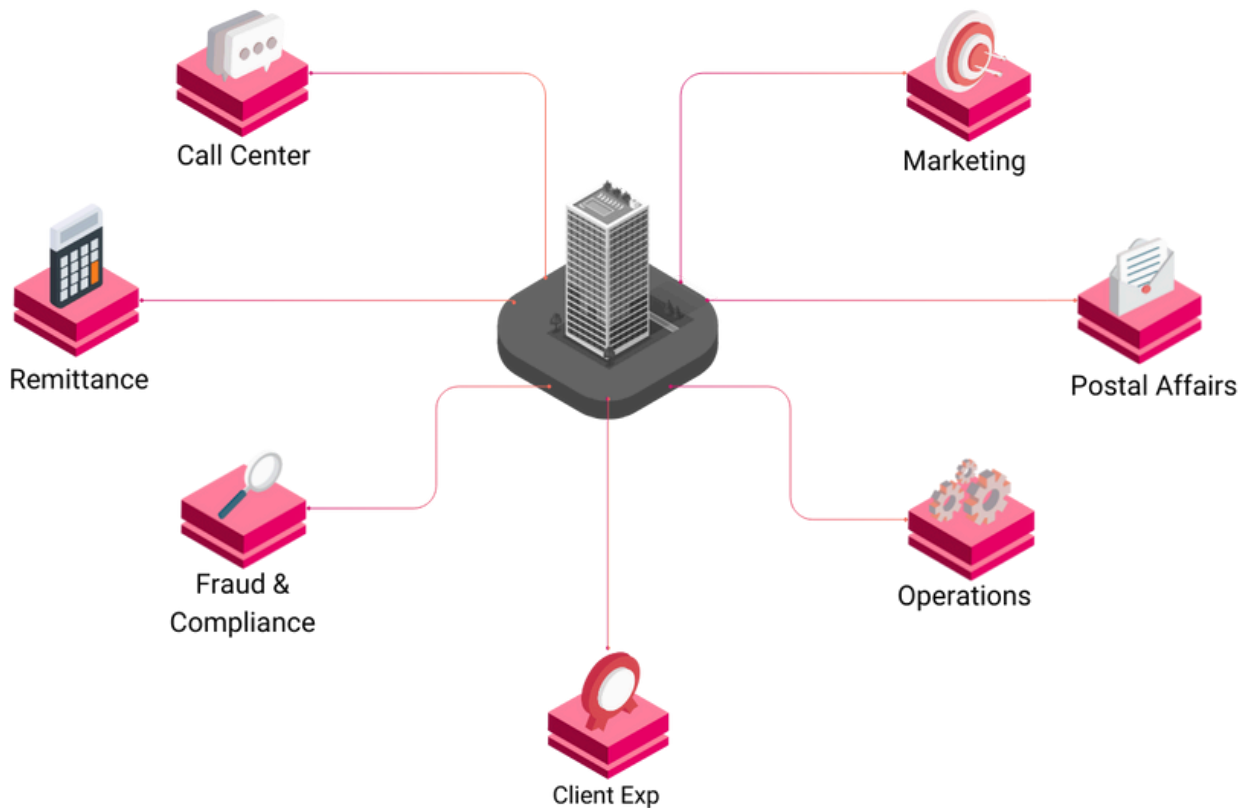 Call Center
Marketing
Remittance
Postal Affairs
Fraud &
Compliance
Operations
Client Exp